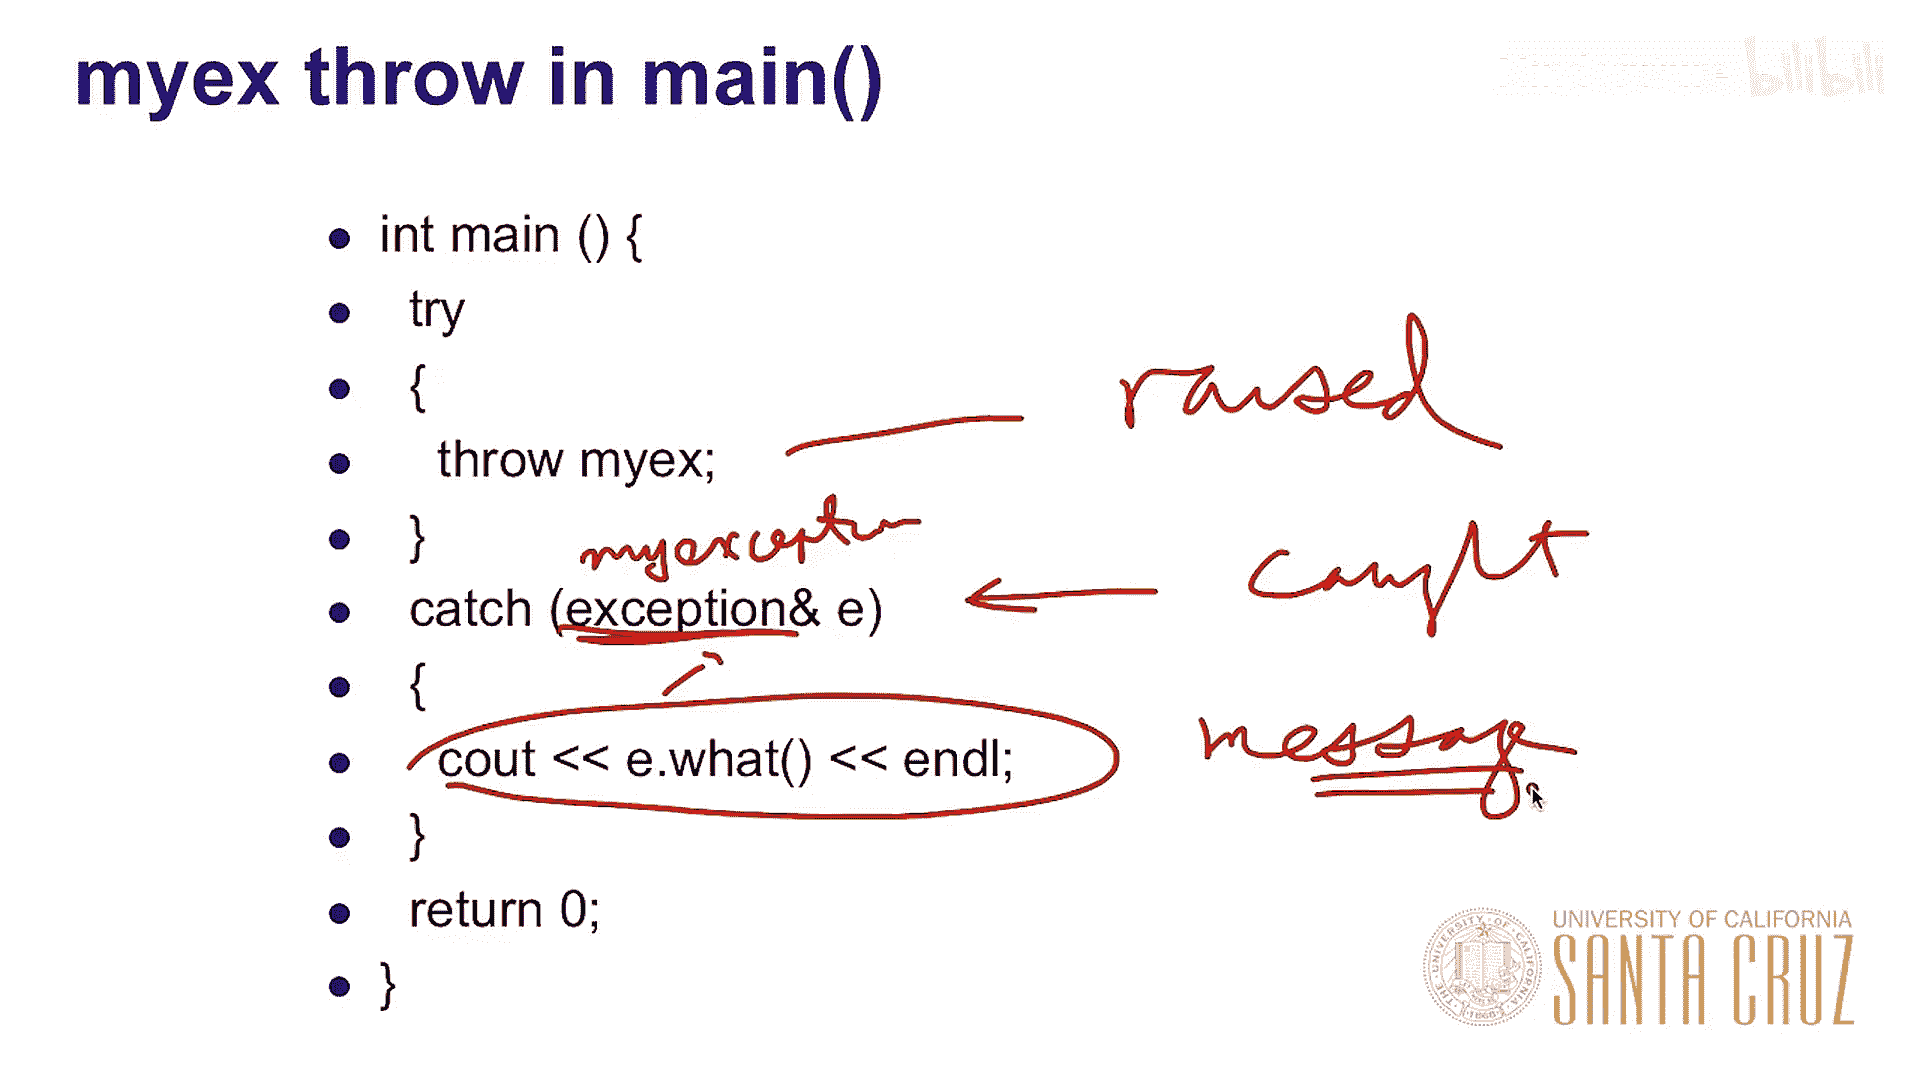 myex throw in main()
bilibili
• int main () {
• try
• {
• throw myex;
raised
• }
myexception
• catch (exception& e)
caught
• {
• cout << e.what() << endl;
message
• }
• return 0;
• }
UNIVERSITY OF CALIFORNIA
SANTA CRUZ